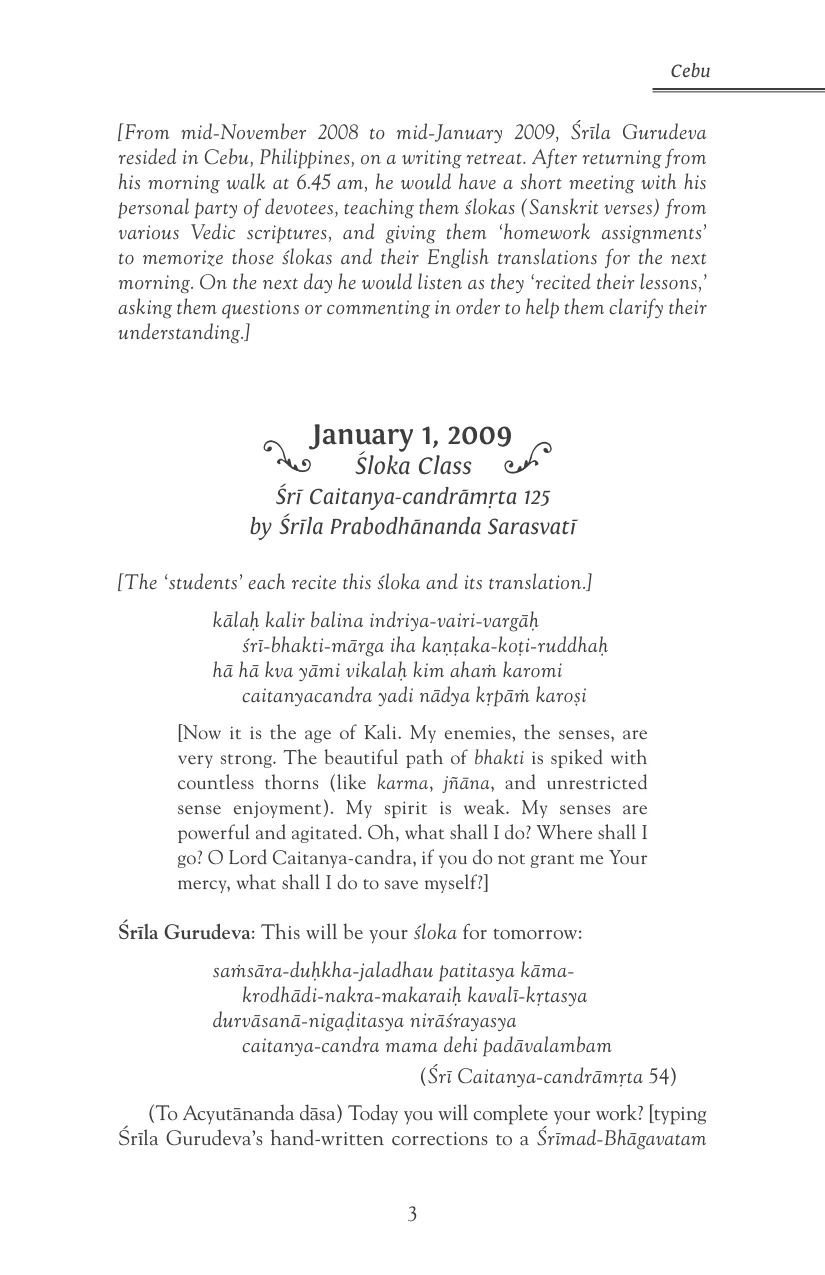 Cebu
[From mid-November 2008 to mid-January 2009, Śrīla Gurudeva
resided in Cebu, Philippines, on a writing retreat. After returning from
his morning walk at 6.45 am, he would have a short meeting with his
personal party of devotees, teaching them ślokas (Sanskrit verses) from
various Vedic scriptures, and giving them ‘homework assignments’
to memorize those ślokas and their English translations for the next
morning. On the next day he would listen as they ‘recited their lessons,’
asking them questions or commenting in order to help them clarify their
understanding.]
January 1, 2009
Śloka Class
Śrī Caitanya-candrāmṛta 125
by Śrīla Prabodhānanda Sarasvatī
[The ‘students’ each recite this śloka and its translation.]
kālaḥ kalir balina indriya-vairi-vargāḥ
śrī-bhakti-mārga iha kaṇṭaka-koṭi-ruddhaḥ
hā hā kva yāmi vikalaḥ kim ahaṁ karomi
caitanyacandra yadi nādya kṛpāṁ karoṣi
[Now it is the age of Kali. My enemies, the senses, are
very strong. The beautiful path of bhakti is spiked with
countless thorns (like karma, jñāna, and unrestricted
sense enjoyment). My spirit is weak. My senses are
powerful and agitated. Oh, what shall I do? Where shall I
go? O Lord Caitanya-candra, if you do not grant me Your
mercy, what shall I do to save myself?]
Śrīla Gurudeva: This will be your śloka for tomorrow:
saṁsāra-duḥkha-jaladhau patitasya kāma-
krodhādi-nakra-makaraiḥ kavalī-kṛtasya
durvāsanā-nigaḍitasya nirāśrayasya
caitanya-candra mama dehi padāvalambam
(Śrī Caitanya-candrāmṛta 54)
(To Acyutānanda dāsa) Today you will complete your work? [typing
Śrīla Gurudeva’s hand-written corrections to a Śrīmad-Bhāgavatam
3